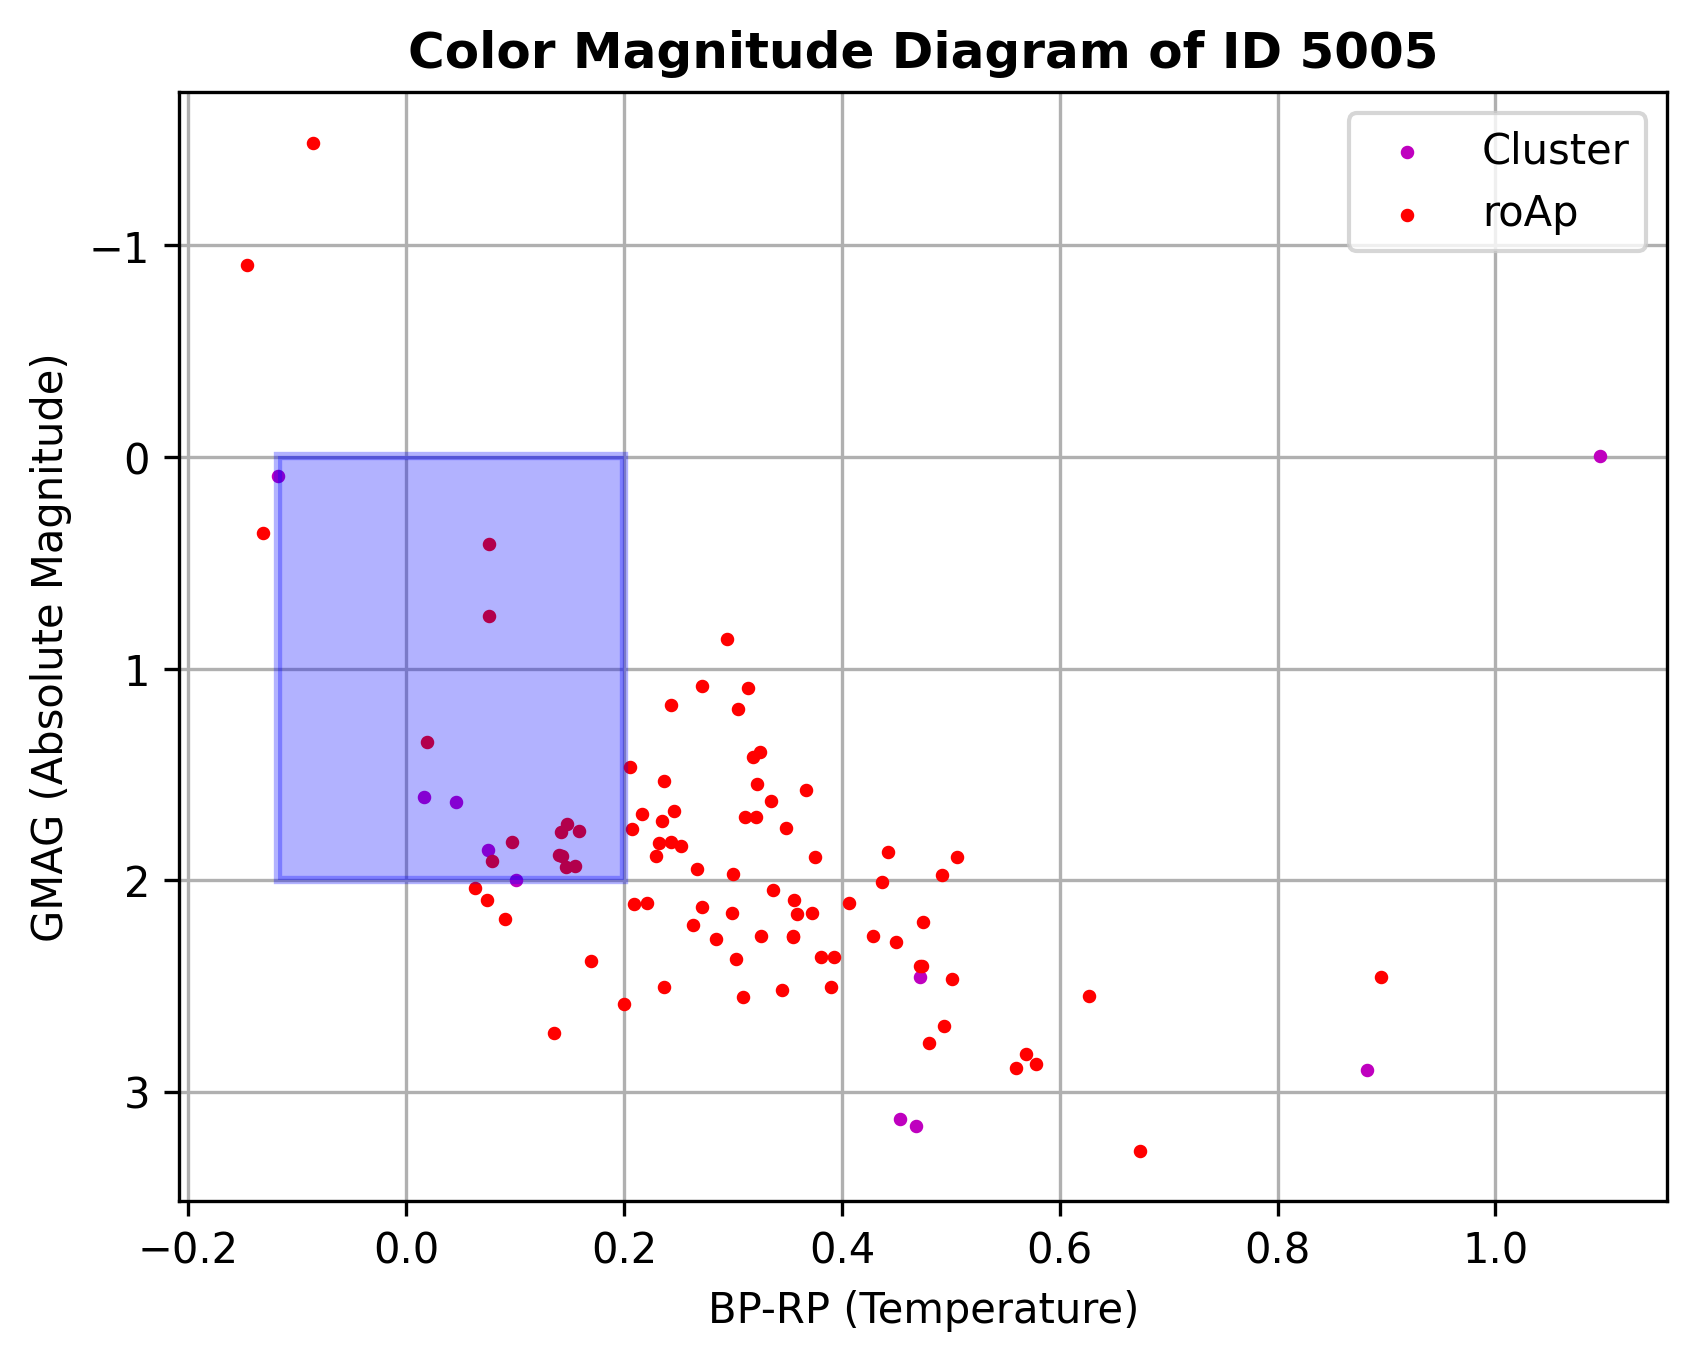 Color Magnitude Diagram of ID 5005
Cluster
roAp
GMAG (Absolute Magnitude)
−1
0
1
2
3
−0.2 0.0 0.2 0.4 0.6 0.8 1.0
BP-RP (Temperature)